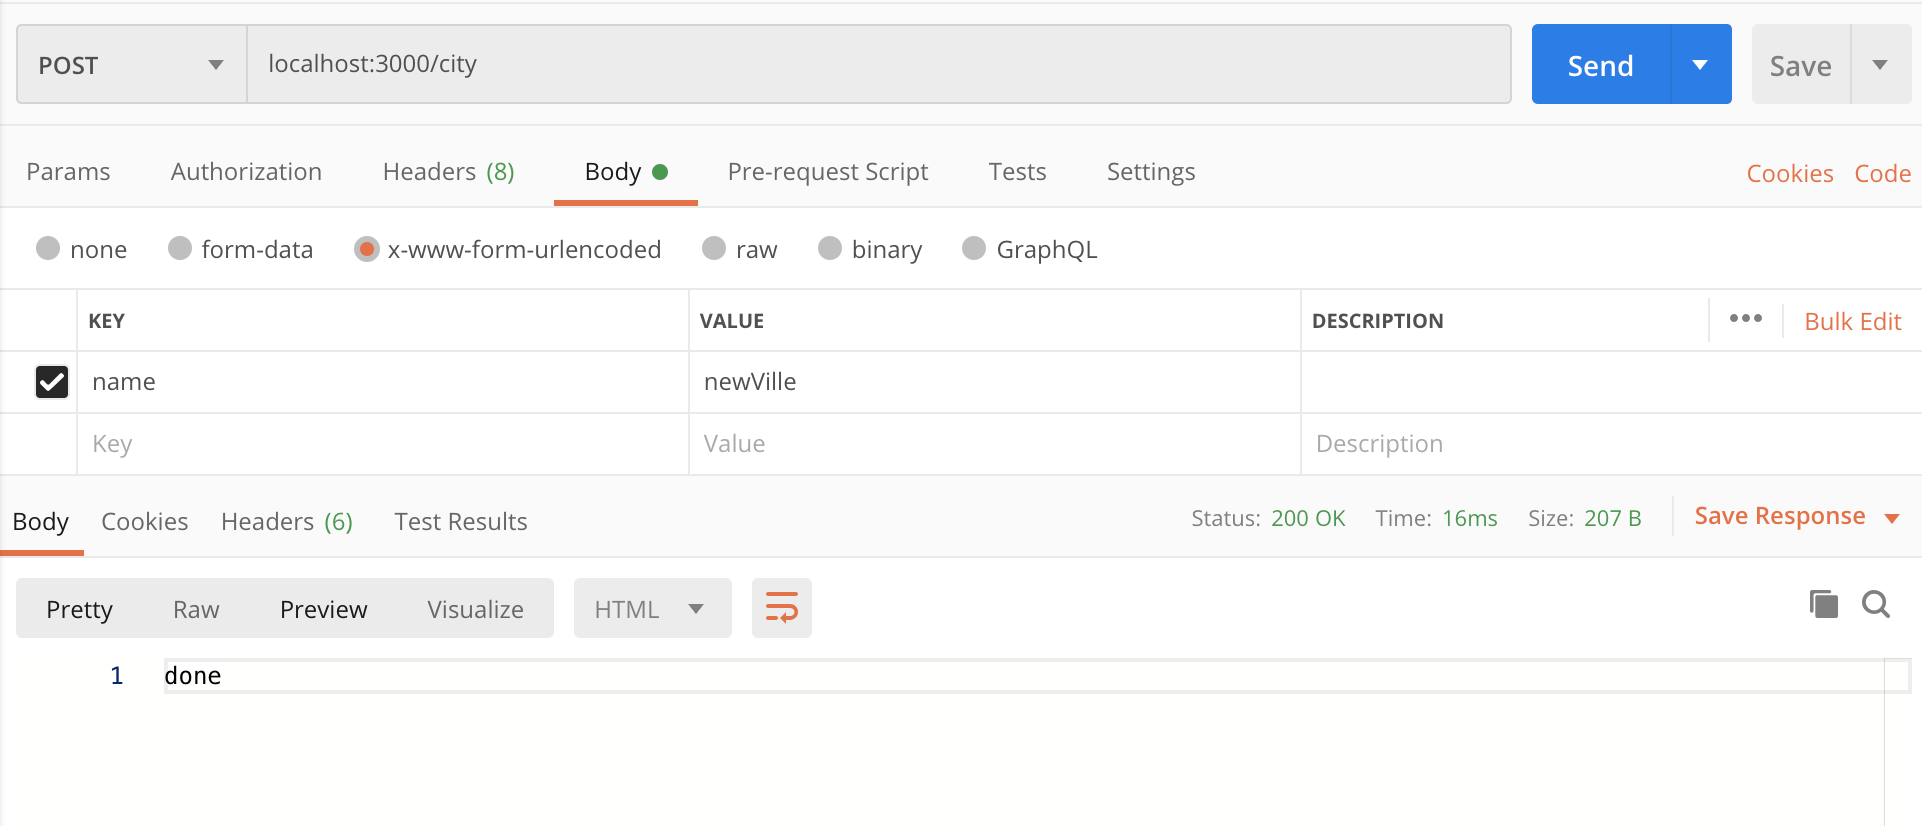 POST localhost:3000/city Send Save
Params Authorization Headers (8) Body Pre-request Script Tests Settings Cookies Code
none form-data x-www-form-urlencoded raw binary GraphQL
KEY VALUE DESCRIPTION ••• Bulk Edit
name newVille
Key Value Description
Body Cookies Headers (6) Test Results Status: 200 OK Time: 16ms Size: 207 B Save Response
Pretty Raw Preview Visualize HTML
1 done